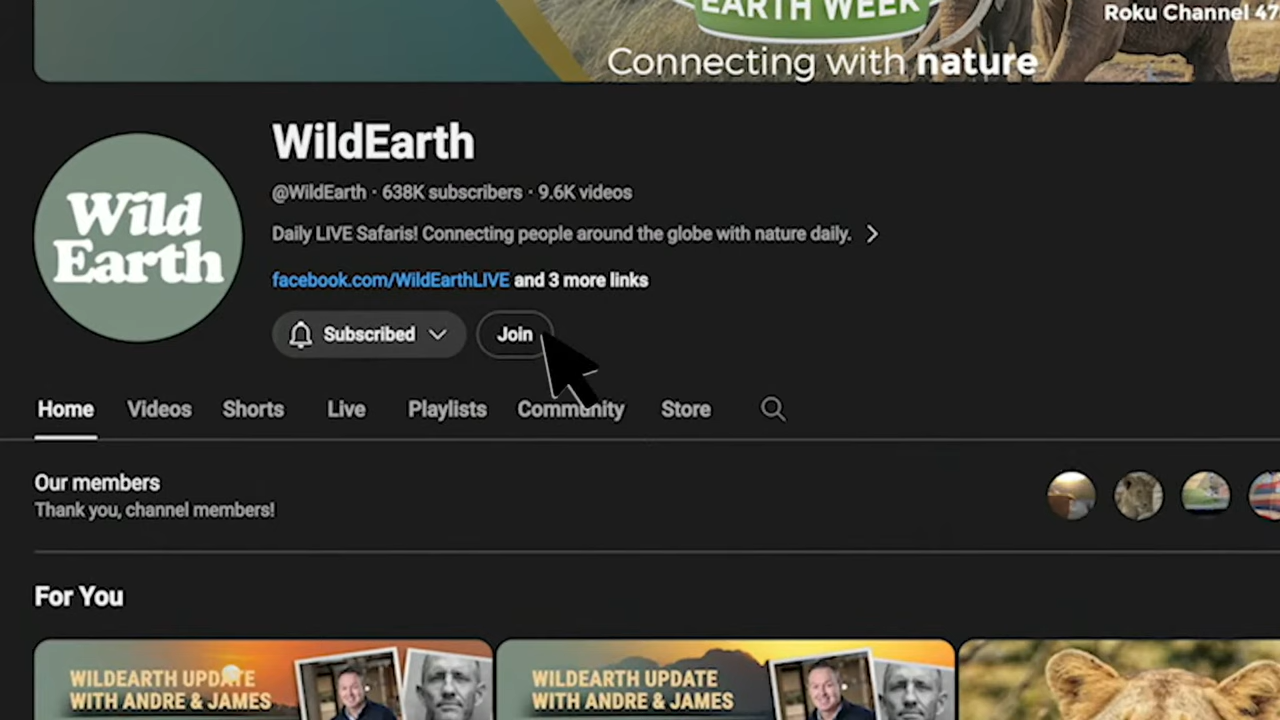 EARTH WEEK
Roku Channel 47
Connecting with nature
WildEarth
@WildEarth · 638K subscribers · 9.6K videos
Daily LIVE Safaris! Connecting people around the globe with nature daily.
facebook.com/WildEarthLIVE and 3 more links
Wild
Earth
Subscribed
Join
Home Videos Shorts Live Playlists Community Store
Our members
Thank you, channel members!
For You
WILDEARTH UPDATE
WITH ANDRE & JAMES
WILDEARTH UPDATE
WITH ANDRE & JAMES